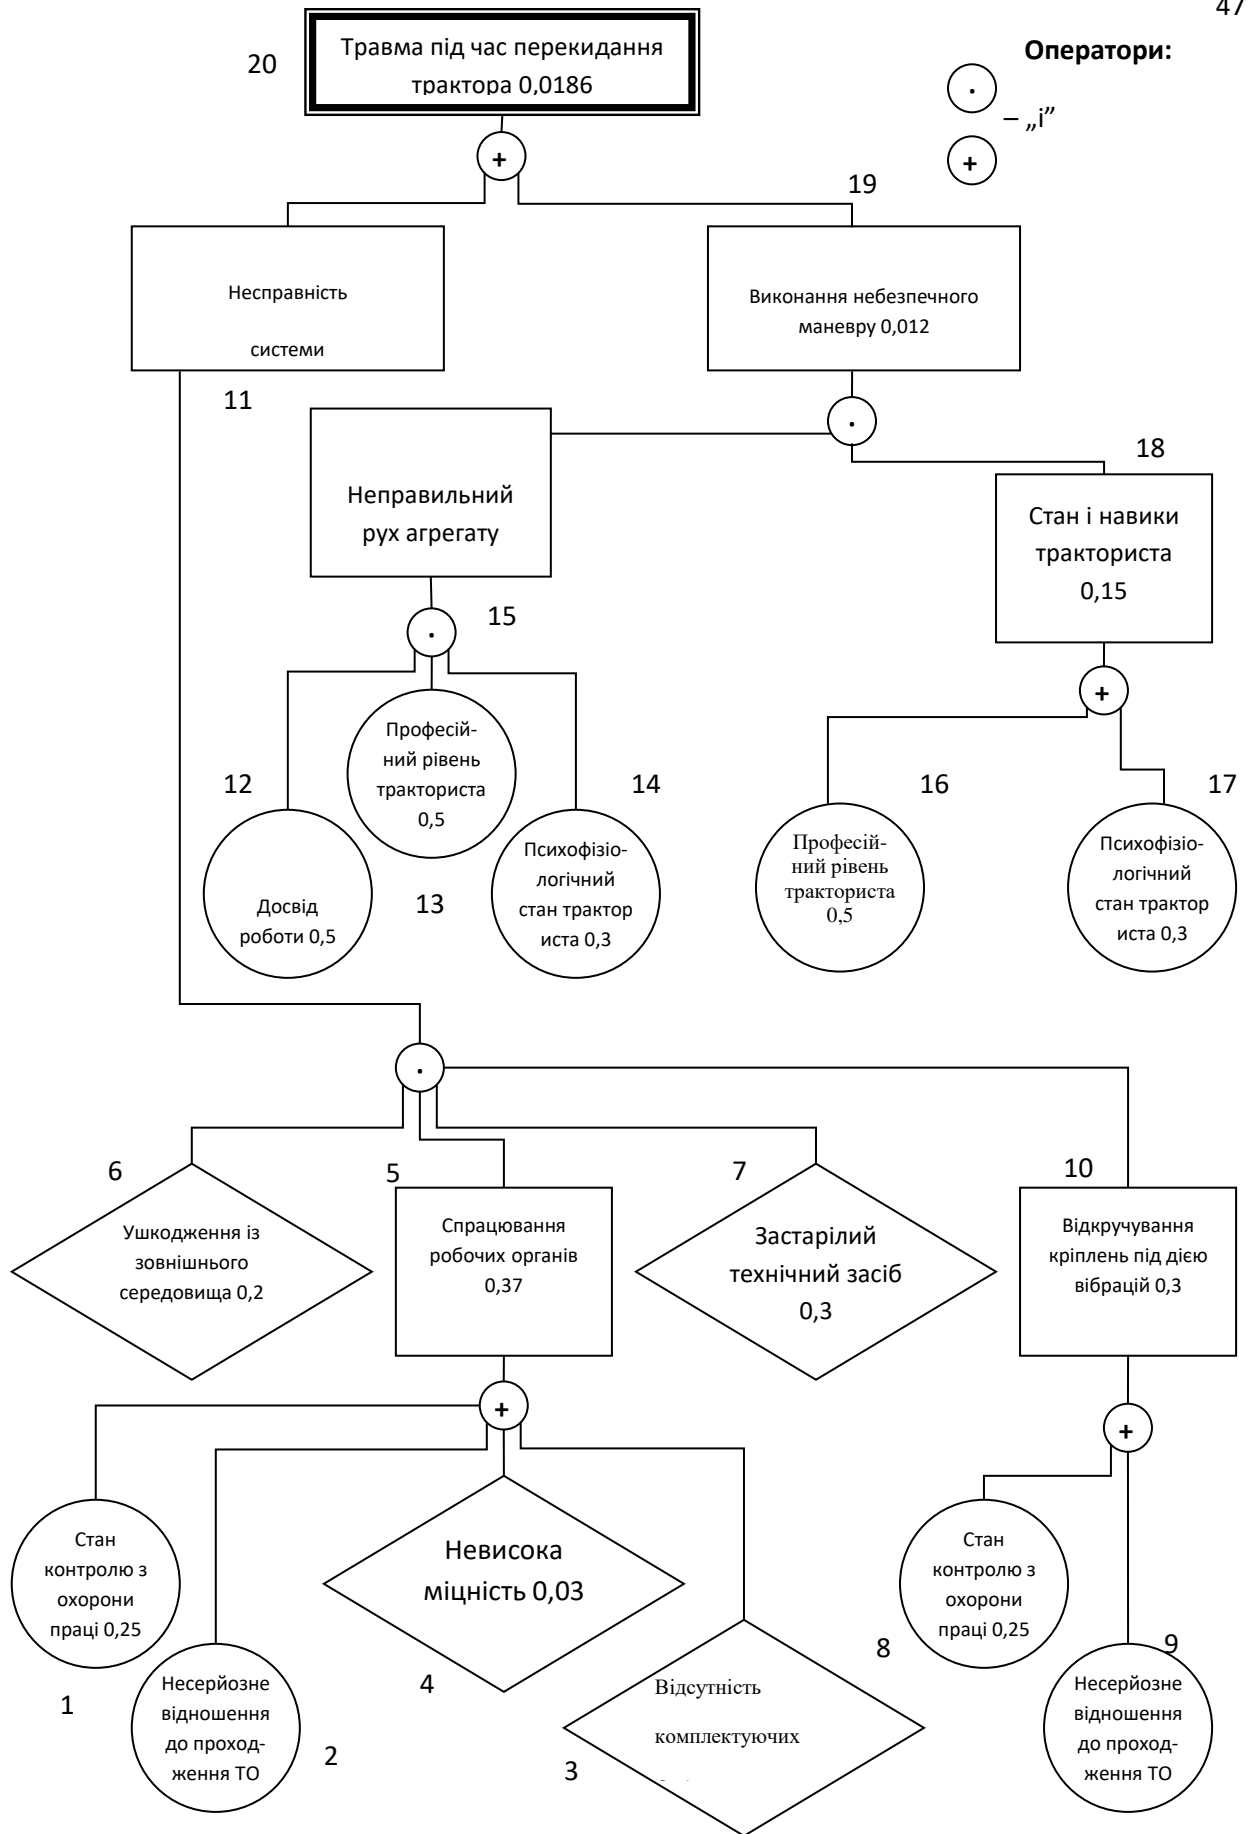 47
20
Травма під час перекидання
трактора 0,0186
Оператори:
.
– „і”
+
+
19
Несправність
системи
Виконання небезпечного
маневру 0,012
11
.
18
Неправильний
рух агрегату
Стан і навики
тракториста
0,15
15
.
+
Професій-
ний рівень
тракториста
0,5
12
14
16
17
Досвід
роботи 0,5
13
Психофізіо-
логічний
стан трактор
иста 0,3
Професій-
ний рівень
тракториста
0,5
Психофізіо-
логічний
стан трактор
иста 0,3
.
6
5
7
10
Ушкодження із
зовнішнього
середовища 0,2
Спрацювання
робочих органів
0,37
Застарілий
технічний засіб
0,3
Відкручування
кріплень під дією
вібрацій 0,3
+
+
Стан
контролю з
охорони
праці 0,25
Невисока
міцність 0,03
Стан
контролю з
охорони
праці 0,25
1
Несерйозне
відношення
до проход-
ження ТО
2
4
3
Відсутність
комплектуючих
8
9
Несерйозне
відношення
до проход-
ження ТО